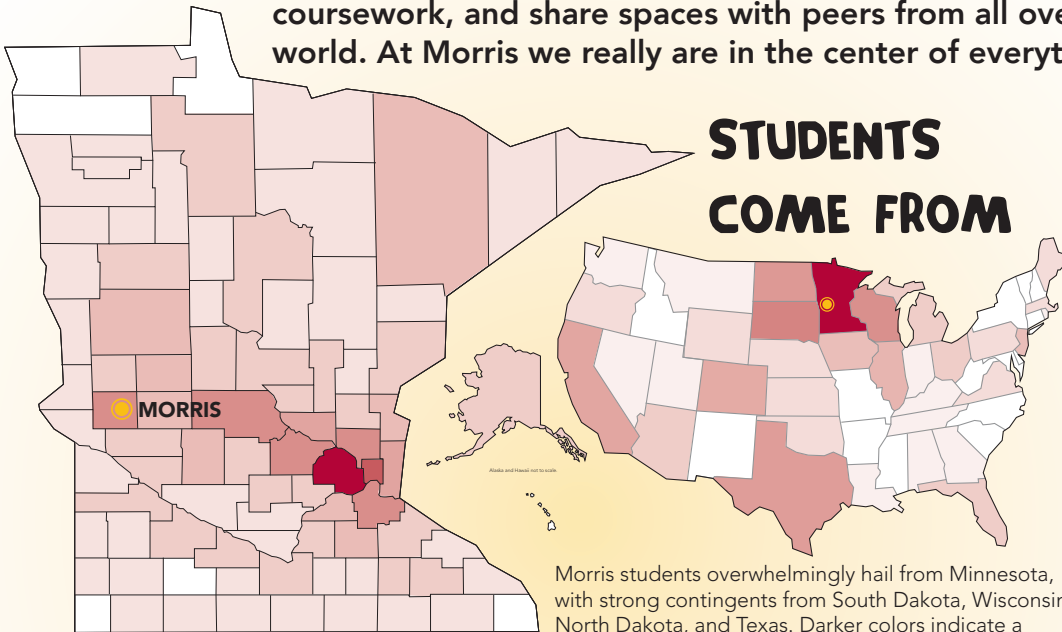 coursework, and share spaces with peers from all ove
world. At Morris we really are in the center of everyt
STUDENTS
COME FROM
MORRIS
Alaska and Hawaii not to scale.
Morris students overwhelmingly hail from Minnesota,
with strong contingents from South Dakota, Wisconsin
North Dakota, and Texas. Darker colors indicate a